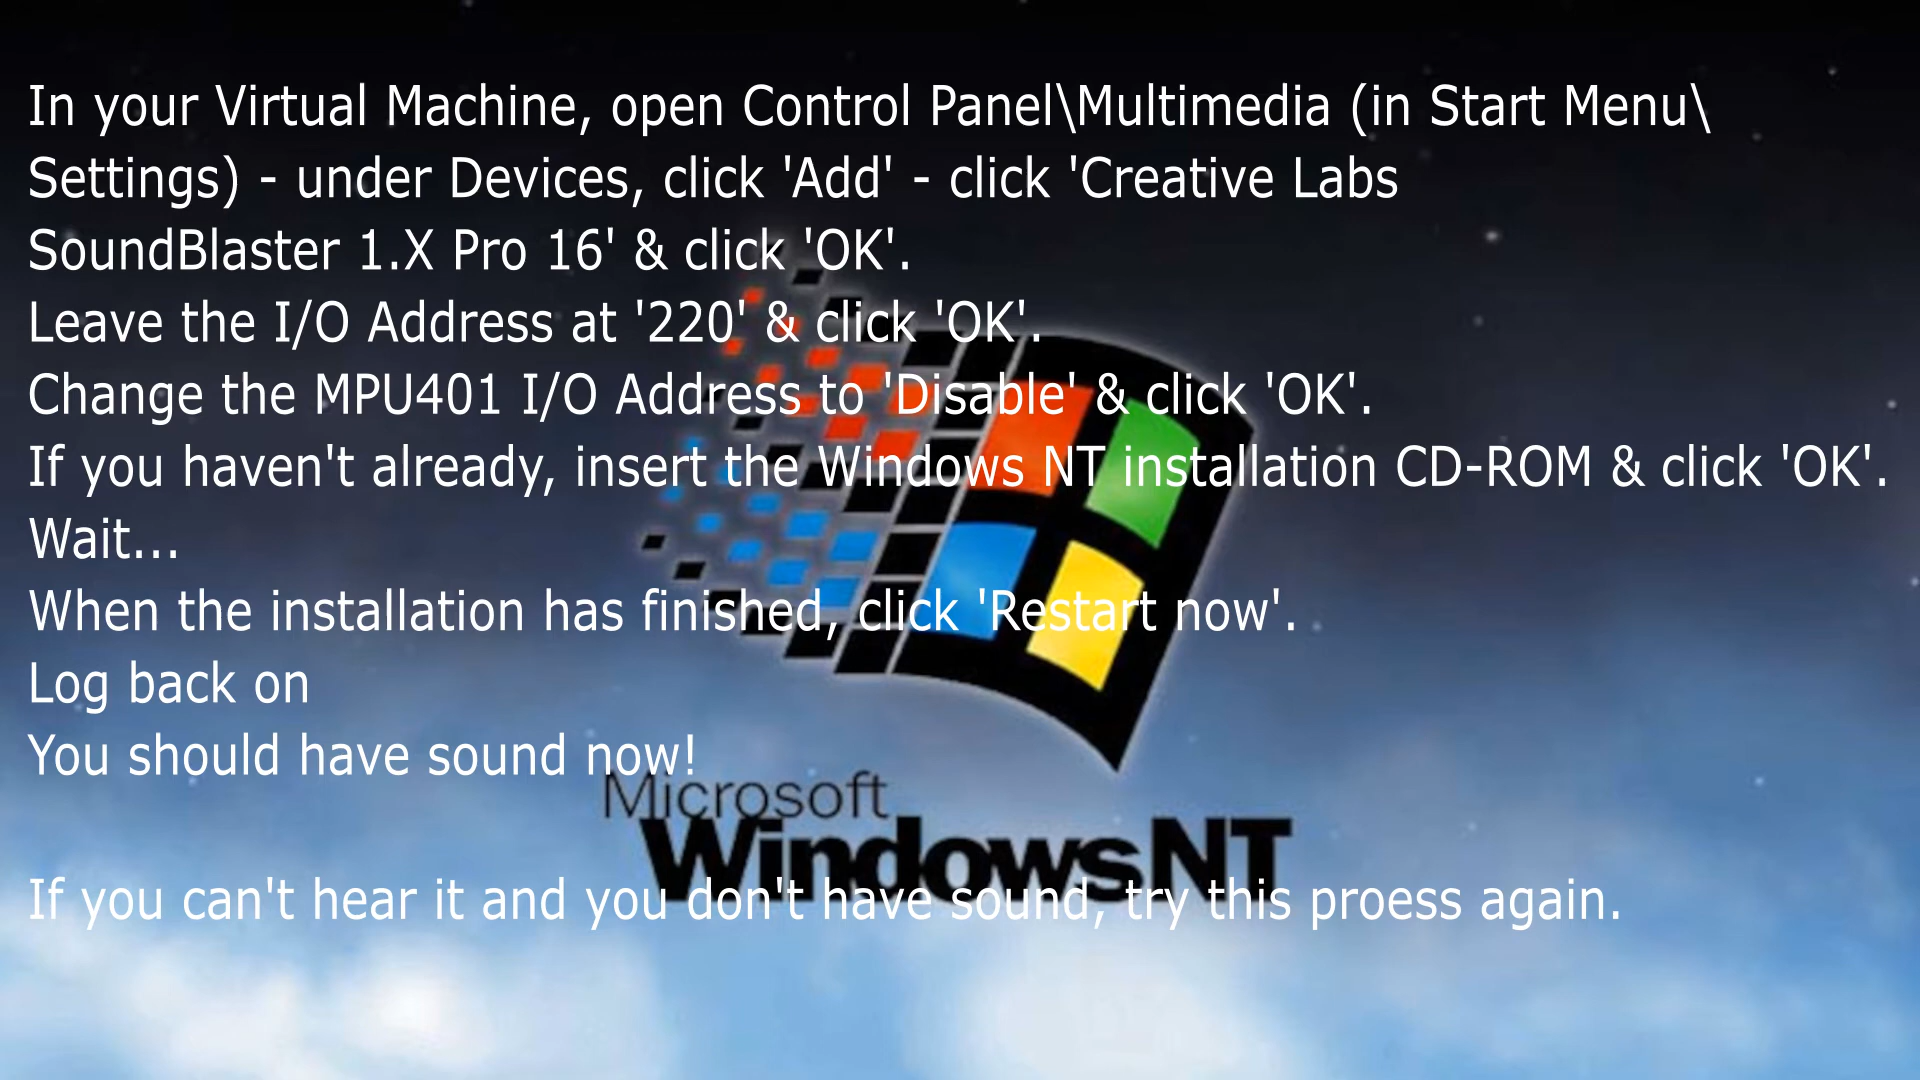 In your Virtual Machine, open Control Panel\Multimedia (in Start Menu\
Settings) - under Devices, click 'Add' - click 'Creative Labs
SoundBlaster 1.X Pro 16' & click 'OK'.
Leave the I/O Address at '220' & click 'OK'.
Change the MPU401 I/O Address to 'Disable' & click 'OK'.
If you haven't already, insert the Windows NT installation CD-ROM & click 'OK'.
Wait...
When the installation has finished, click 'Restart now'.
Log back on
You should have sound now!
Microsoft
WindowsNT
If you can't hear it and you don't have sound, try this proess again.